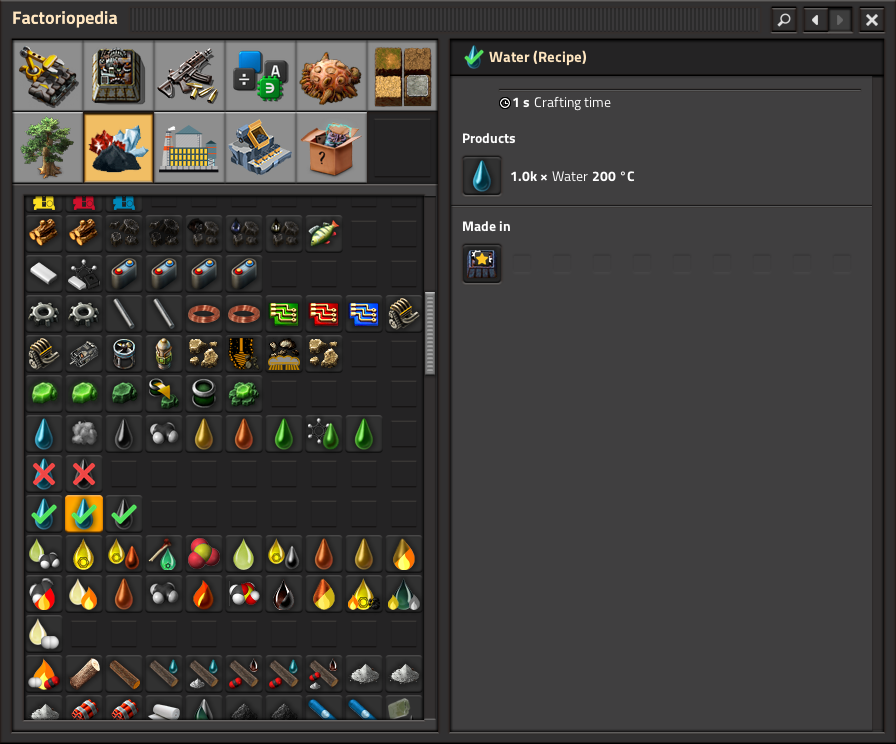 Factoriopedia
Water (Recipe)
1 s Crafting time
Products
1.0k × Water 200 °C
Made in